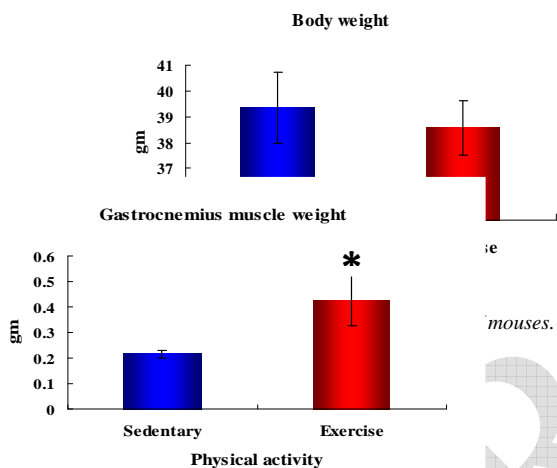 Body weight
41
40
39
38
37
gm
Gastrocnemius muscle weight
se
mouses.
0.6
0.5
0.4
0.3
0.2
0.1
0
gm
*
Sedentary Exercise
Physical activity